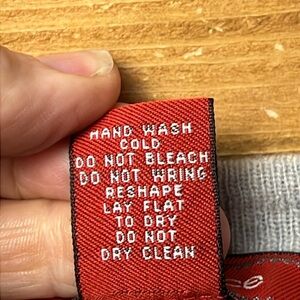 HAND WASH
COLD
DO NOT BLEACH
DO NOT WRING
RESHAPE
LAY FLAT
TO DRY
DO NOT
DRY CLEAN